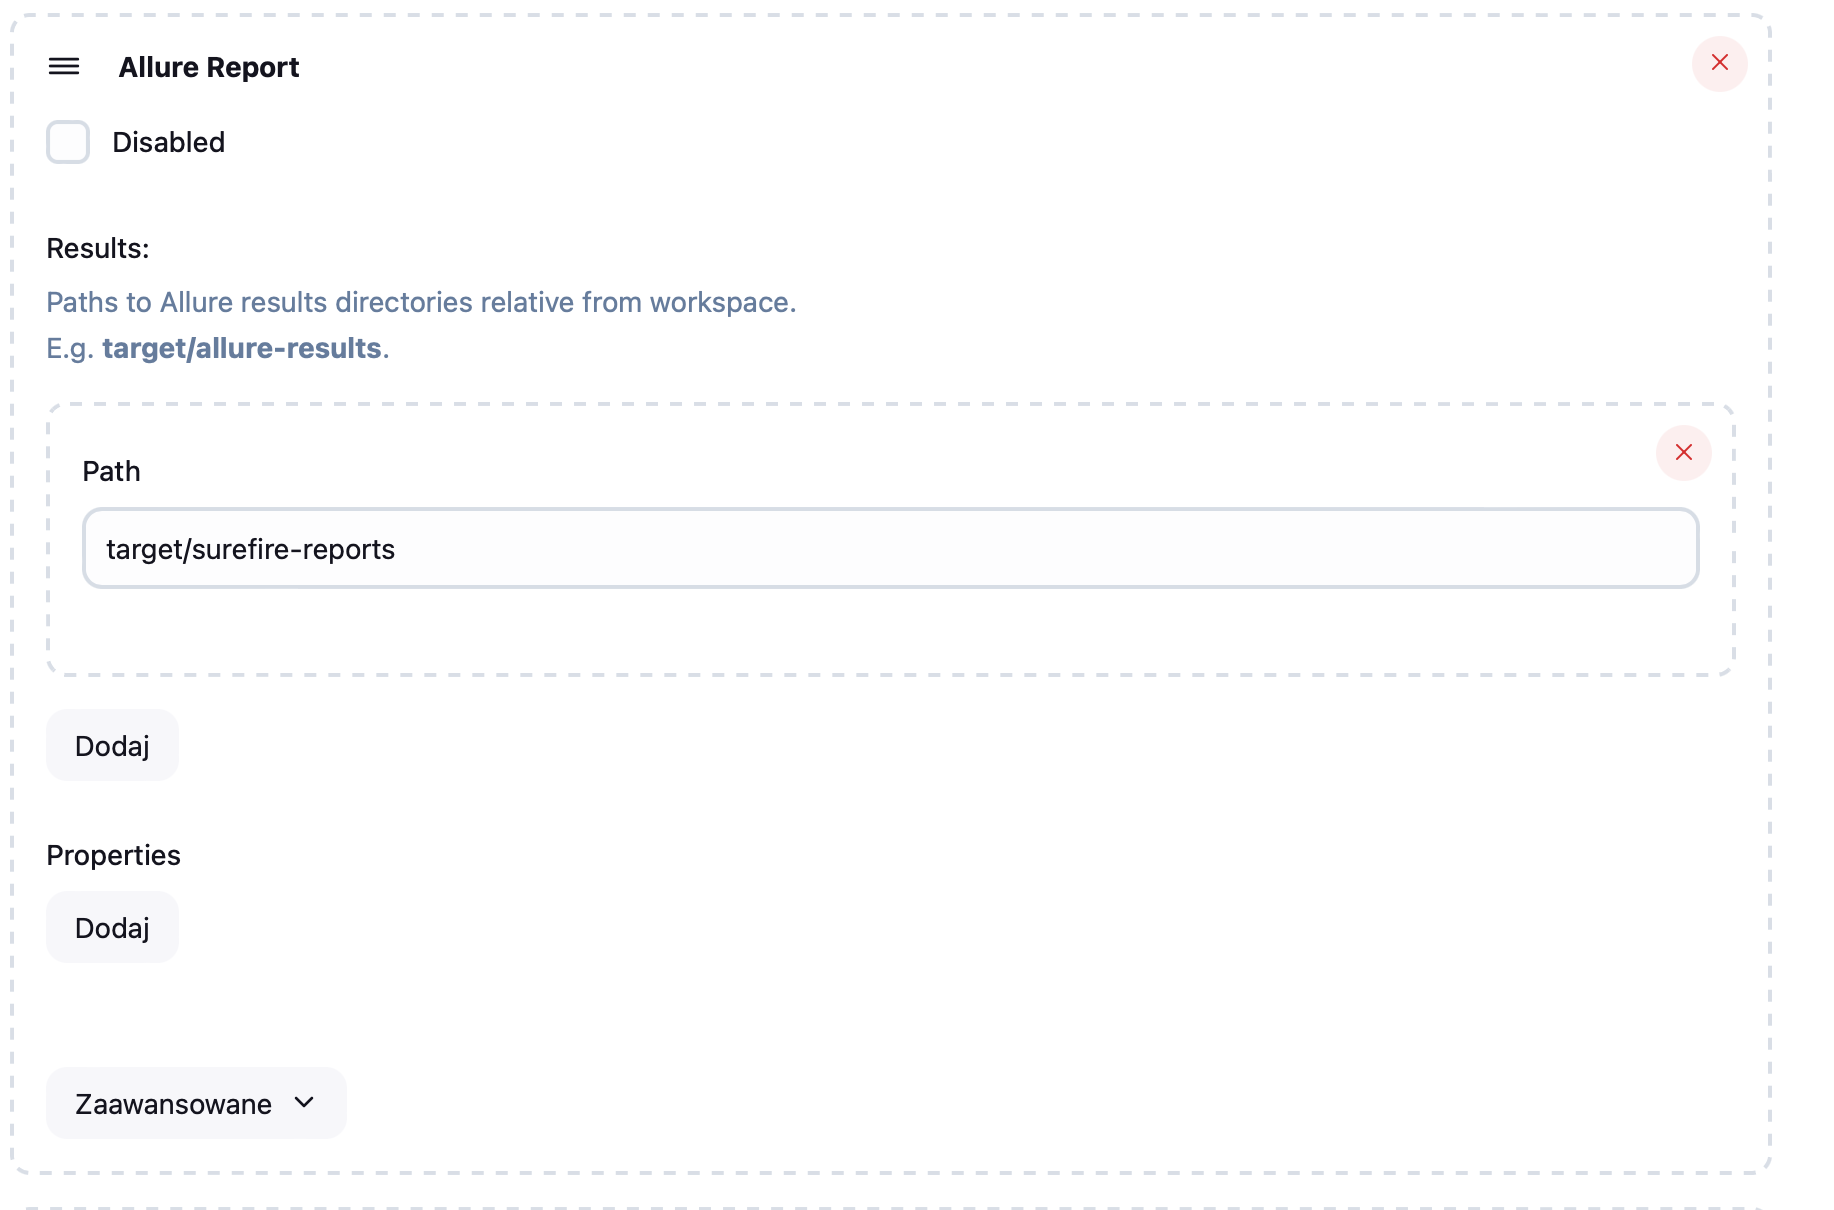 Allure Report
Disabled
Results:
Paths to Allure results directories relative from workspace.
E.g. target/allure-results.
Path
target/surefire-reports
Dodaj
Properties
Dodaj
Zaawansowane